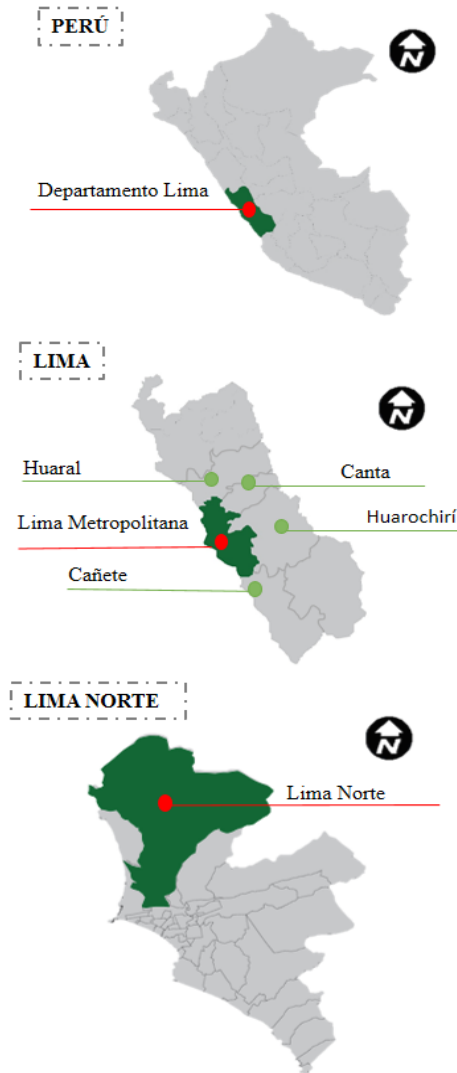 PERÚ
N
Departamento Lima
LIMA
N
Huaral
Canta
Lima Metropolitana
Huarochirí
Cañete
LIMA NORTE
N
Lima Norte